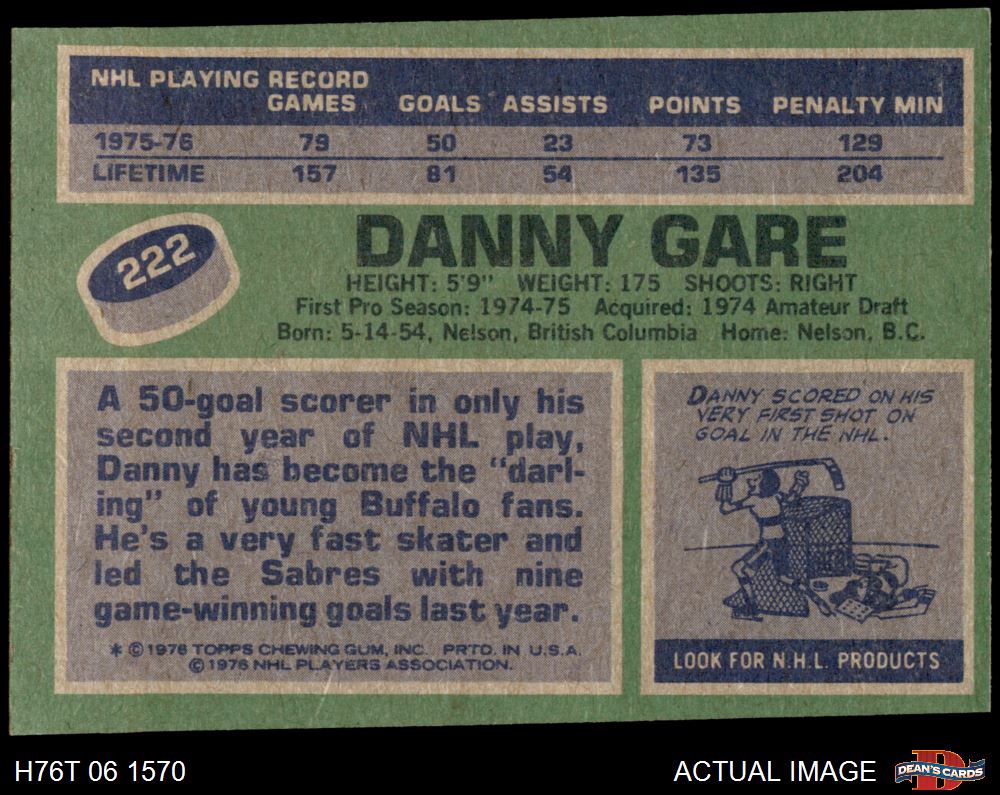 NHL PLAYING RECORD
GAMES GOALS ASSISTS POINTS PENALTY MIN
1975-76 79 50 23 73 129
LIFETIME 157 81 54 135 204
222
DANNY GARE
HEIGHT: 5'9" WEIGHT: 175 SHOOTS: RIGHT
First Pro Season: 1974-75 Acquired: 1974 Amateur Draft
Born: 5-14-54, Nelson, British Columbia Home: Nelson, B.C.
A 50-goal scorer in only his
second year of NHL play,
Danny has become the "darl-
ing" of young Buffalo fans.
He's a very fast skater and
led the Sabres with nine
game-winning goals last year.
* © 1976 TOPPS CHEWING GUM, INC. PRTD. IN U.S.A.
© 1976 NHL PLAYERS ASSOCIATION.
DANNY SCORED ON HIS
VERY FIRST SHOT ON
GOAL IN THE NHL.
LOOK FOR N.H.L. PRODUCTS
H76T 06 1570
ACTUAL IMAGE
D
DEAN'S CARDS